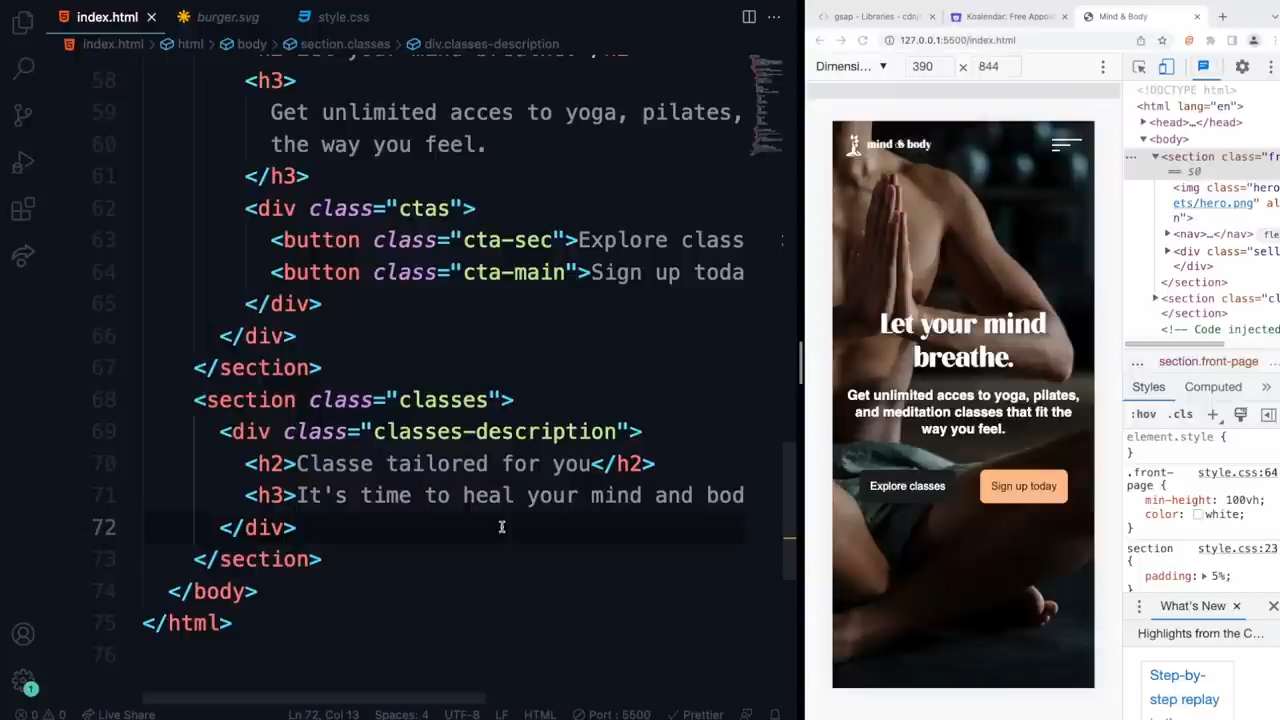 index.html
burger.svg
style.css
index.html > html > body > section.classes > div.classes-description
58 <h3>
59 Get unlimited acces to yoga, pilates,
60 the way you feel.
61 </h3>
62 <div class="ctas">
63 <button class="cta-sec">Explore class
64 <button class="cta-main">Sign up toda
65 </div>
66 </div>
67 </section>
68 <section class="classes">
69 <div class="classes-description">
70 <h2>Classe tailored for you</h2>
71 <h3>It's time to heal your mind and bod
72 </div>
73 </section>
74 </body>
75 </html>
76
1
0 0 Live Share Ln 72, Col 13 Spaces: 4 UTF-8 LF HTML Port : 5500 Prettier
gsap - Libraries - cdnj
Koalendar: Free Appoi
Mind & Body
127.0.0.1:5500/index.html
Dimensi... 390 × 844
mind & body
Let your mind
breathe.
Get unlimited acces to yoga, pilates,
and meditation classes that fit the
way you feel.
Explore classes
Sign up today
<!DOCTYPE html>
<html lang="en">
<head>…</head>
<body>
<section class="fr
== $0
<img class="hero
ets/hero.png" al
n">
<nav>…</nav> fle
<div class="sell
</div>
</section>
<section class="cl
</section>
<!-- Code injected
... section.front-page
Styles Computed »
:hov .cls +
element.style {
}
.front- style.css:64
page {
min-height: 100vh;
color: white;
}
section style.css:23
{
padding: 5%;
What's New
Highlights from the C…
Step-by-
step replay